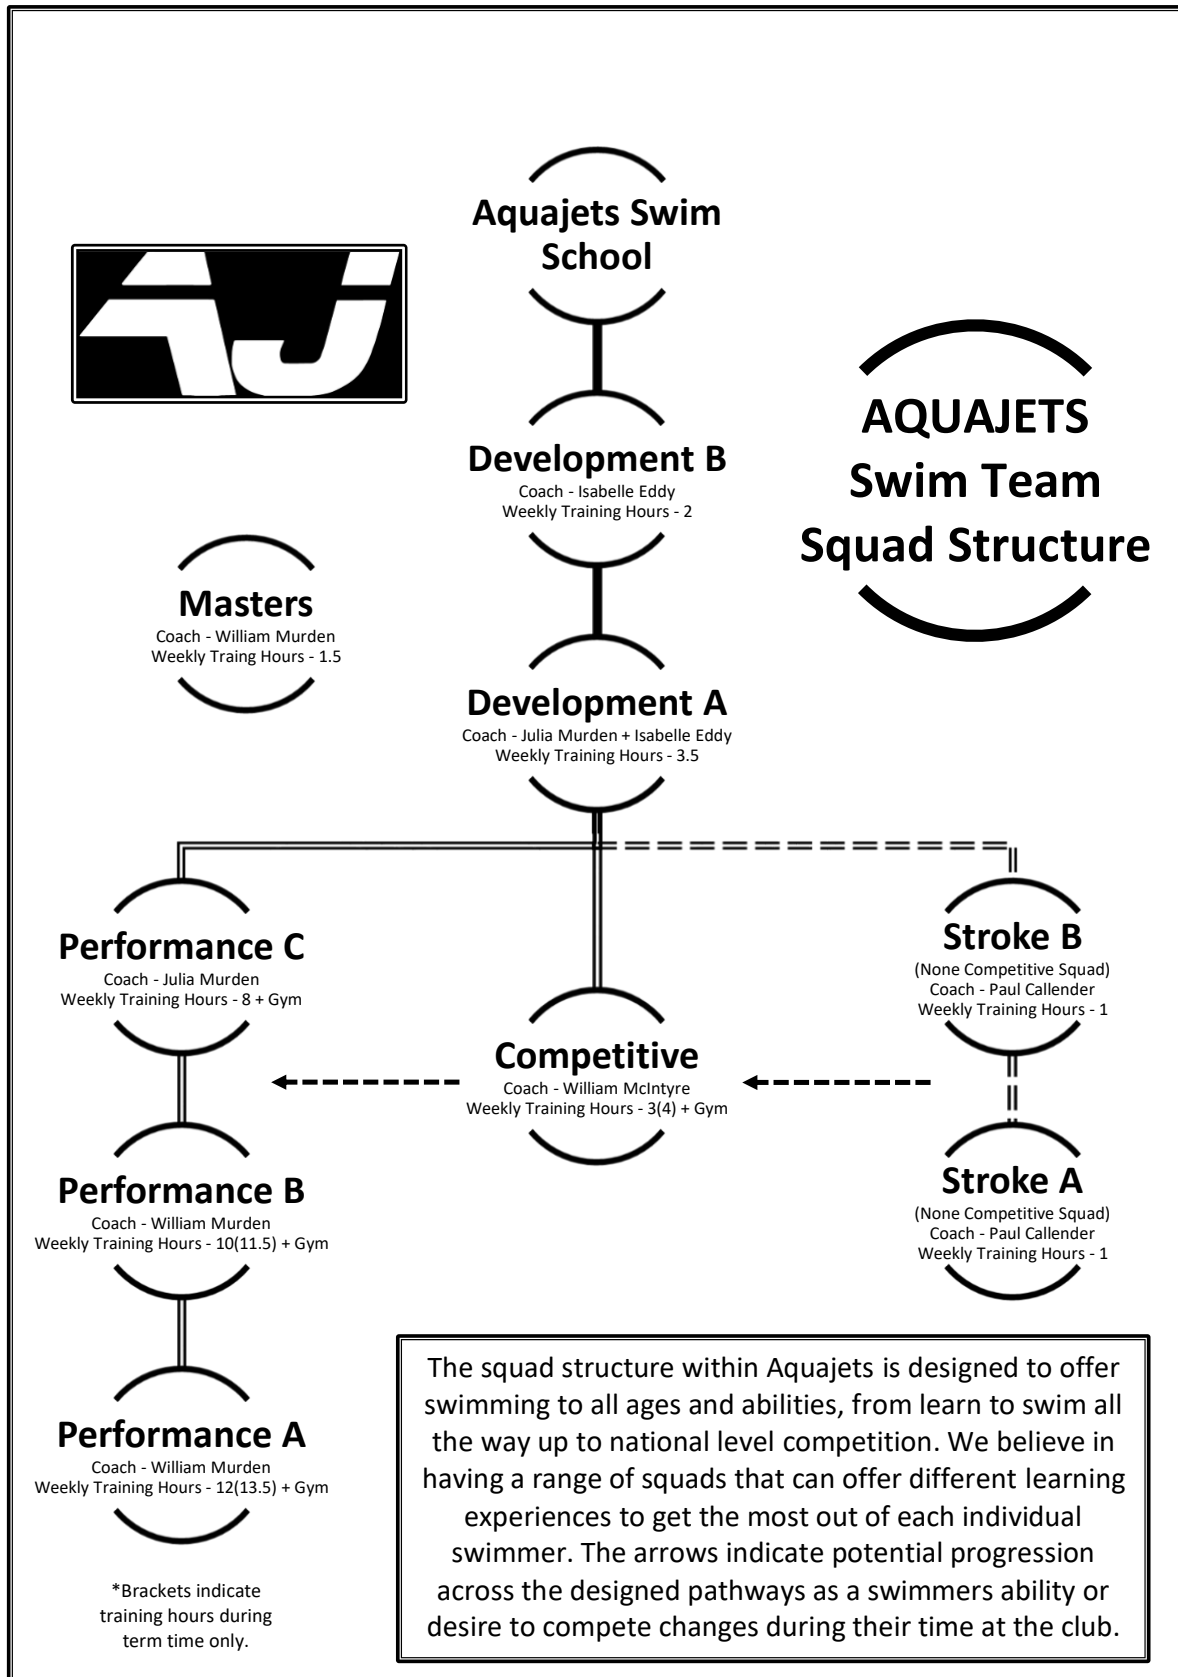 Aquajets Swim
School
AJ
AQUAJETS
Swim Team
Squad Structure
Development B
Coach - Isabelle Eddy
Weekly Training Hours - 2
Masters
Coach - William Murden
Weekly Traing Hours - 1.5
Development A
Coach - Julia Murden + Isabelle Eddy
Weekly Training Hours - 3.5
Performance C
Coach - Julia Murden
Weekly Training Hours - 8 + Gym
Stroke B
(None Competitive Squad)
Coach - Paul Callender
Weekly Training Hours - 1
Competitive
Coach - William McIntyre
Weekly Training Hours - 3(4) + Gym
Performance B
Coach - William Murden
Weekly Training Hours - 10(11.5) + Gym
Stroke A
(None Competitive Squad)
Coach - Paul Callender
Weekly Training Hours - 1
Performance A
Coach - William Murden
Weekly Training Hours - 12(13.5) + Gym
*Brackets indicate
training hours during
term time only.
The squad structure within Aquajets is designed to offer
swimming to all ages and abilities, from learn to swim all
the way up to national level competition. We believe in
having a range of squads that can offer different learning
experiences to get the most out of each individual
swimmer. The arrows indicate potential progression
across the designed pathways as a swimmers ability or
desire to compete changes during their time at the club.